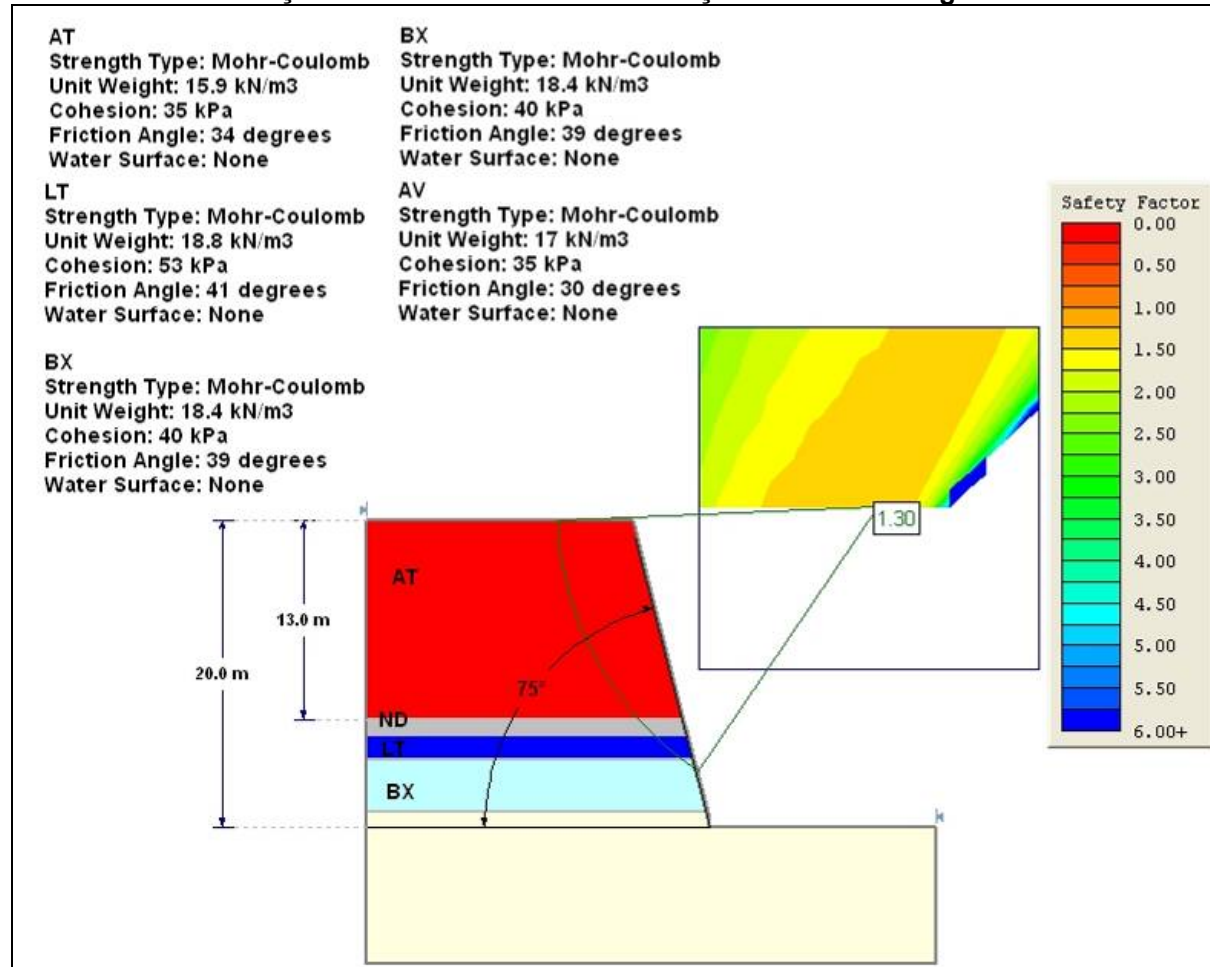 AT
Strength Type: Mohr-Coulomb
Unit Weight: 15.9 kN/m3
Cohesion: 35 kPa
Friction Angle: 34 degrees
Water Surface: None
BX
Strength Type: Mohr-Coulomb
Unit Weight: 18.4 kN/m3
Cohesion: 40 kPa
Friction Angle: 39 degrees
Water Surface: None
LT
Strength Type: Mohr-Coulomb
Unit Weight: 18.8 kN/m3
Cohesion: 53 kPa
Friction Angle: 41 degrees
Water Surface: None
AV
Strength Type: Mohr-Coulomb
Unit Weight: 17 kN/m3
Cohesion: 35 kPa
Friction Angle: 30 degrees
Water Surface: None
BX
Strength Type: Mohr-Coulomb
Unit Weight: 18.4 kN/m3
Cohesion: 40 kPa
Friction Angle: 39 degrees
Water Surface: None
Safety Factor
0.00
0.50
1.00
1.50
2.00
2.50
3.00
3.50
4.00
4.50
5.00
5.50
6.00+
1.30
AT
13.0 m
20.0 m
75°
ND
LT
BX